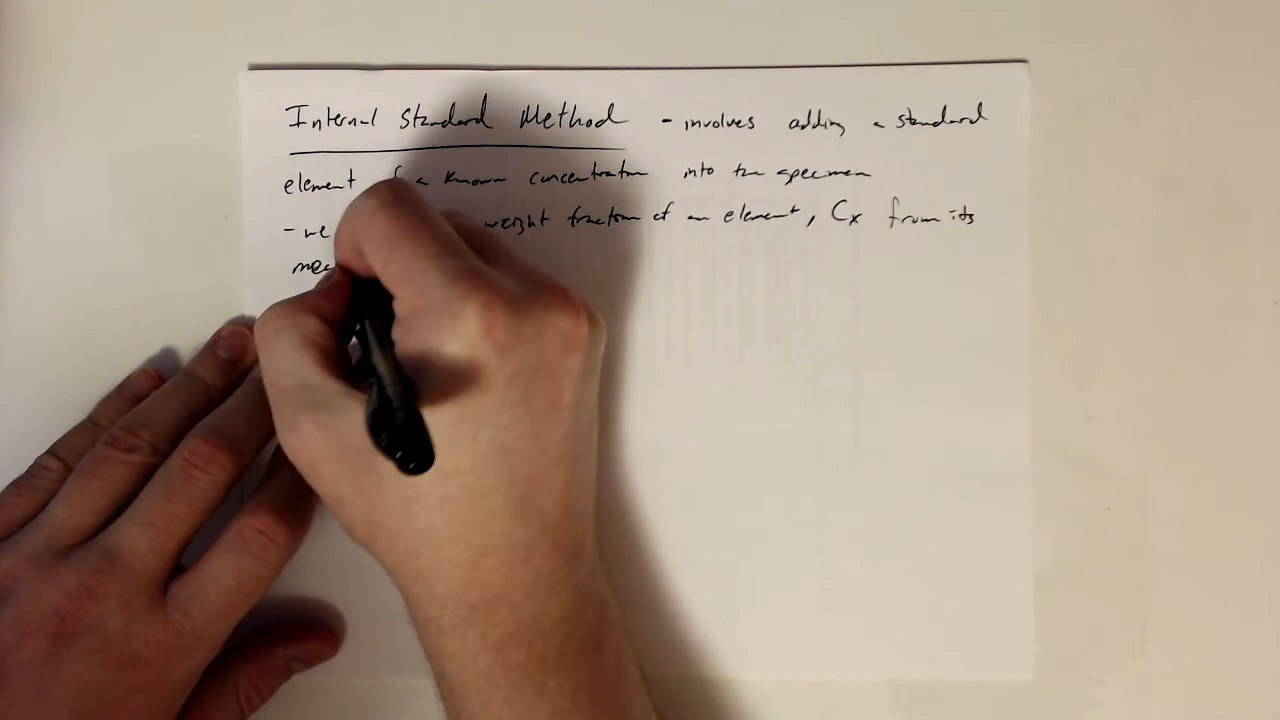 Internal Standard Method - involves adding a standard
element of a known concentration into the specimen
- we weight fraction of an element, Cx from its